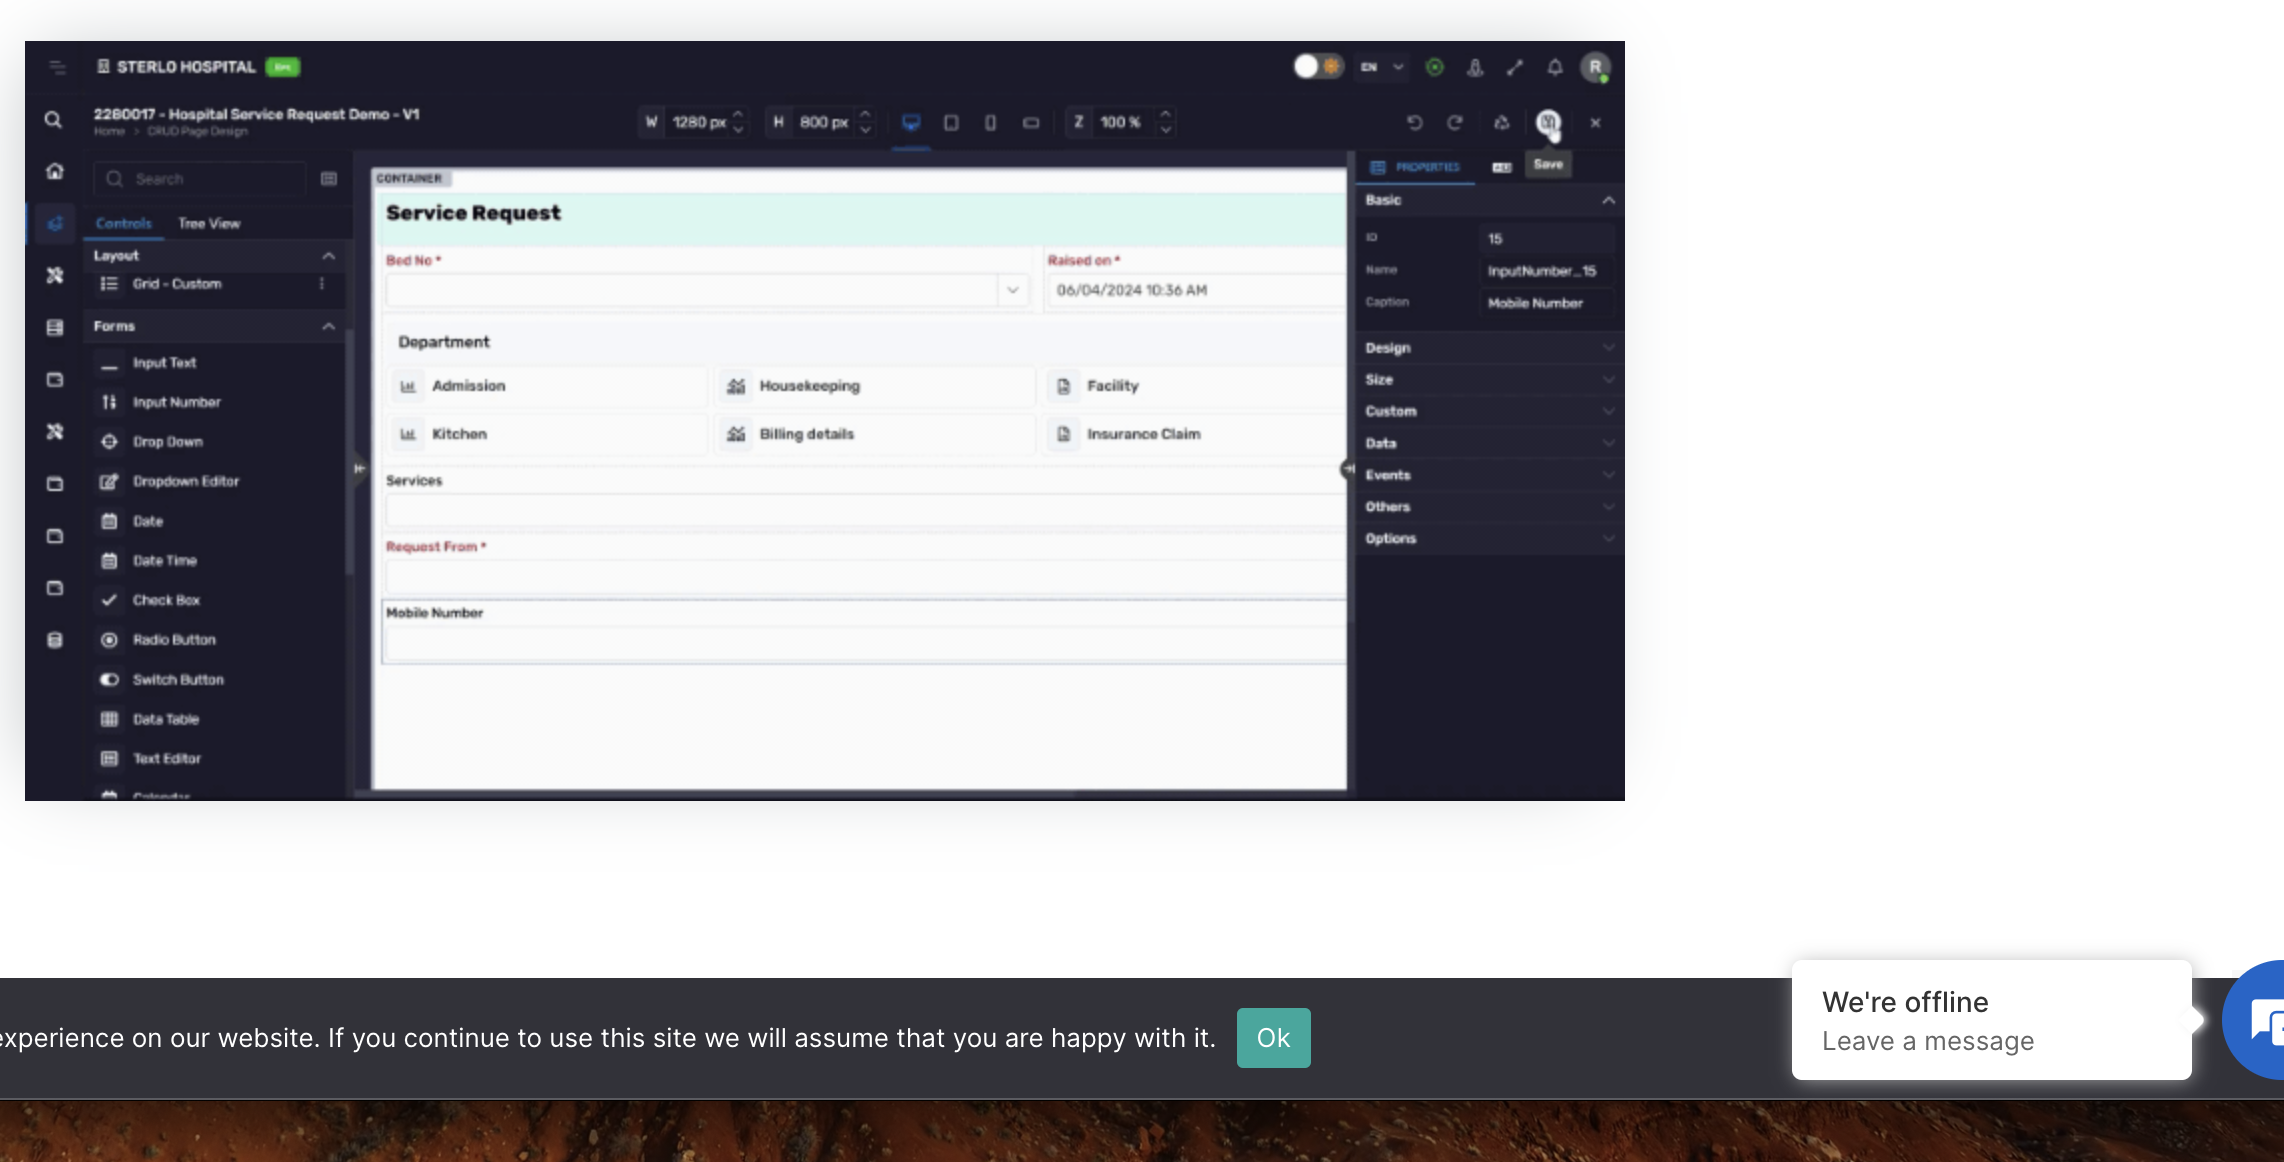 STERLO HOSPITAL
EN
R
2280017 - Hospital Service Request Demo - V1
Home > CRUD Page Design
W 1280 px
H 800 px
Z 100 %
Save
Search
Controls
Tree View
Layout
Grid - Custom
Forms
Input Text
Input Number
Drop Down
Dropdown Editor
Date
Date Time
Check Box
Radio Button
Switch Button
Data Table
Text Editor
Calendar
CONTAINER
Service Request
Bed No *
Raised on *
06/04/2024 10:36 AM
Department
Admission
Housekeeping
Facility
Kitchen
Billing details
Insurance Claim
Services
Request From *
Mobile Number
PROPERTIES
Basic
ID 15
Name InputNumber_15
Caption Mobile Number
Design
Size
Custom
Data
Events
Others
Options
experience on our website. If you continue to use this site we will assume that you are happy with it.
Ok
We're offline
Leave a message